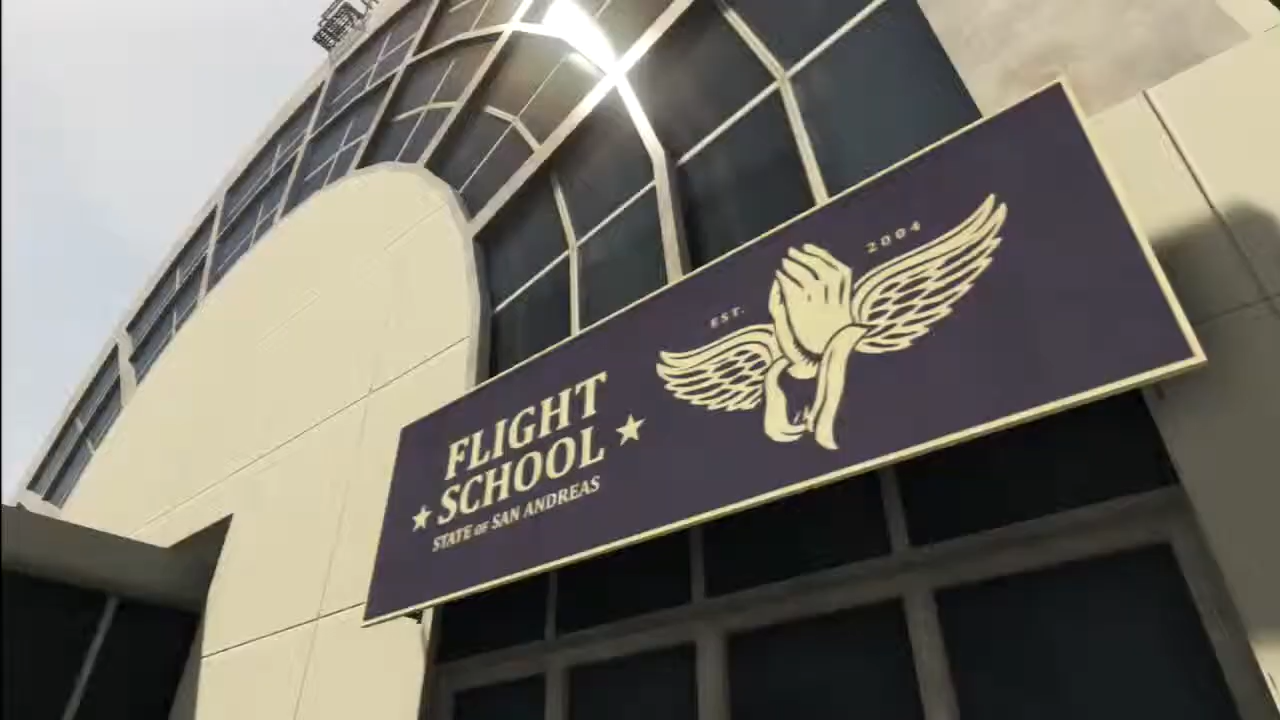 FLIGHT
SCHOOL
STATE OF SAN ANDREAS
EST.
2004